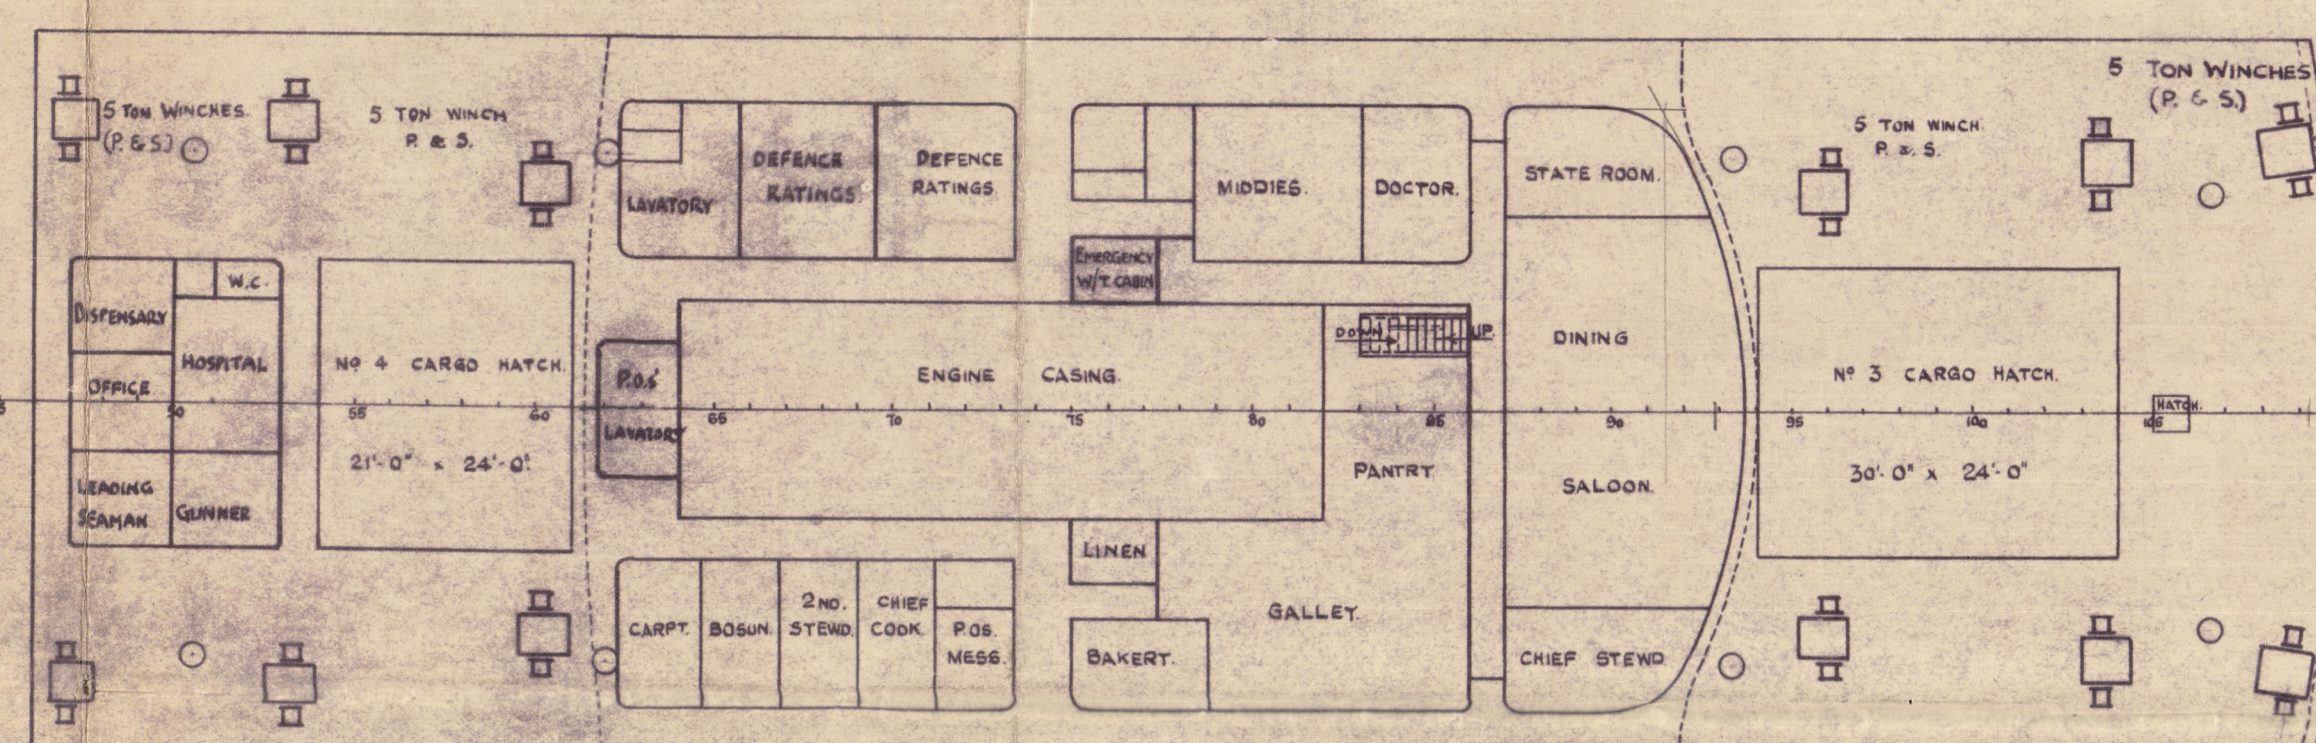 5 TON WINCHES.
(P. & S.)
5 TON WINCH
P. & S.
LAVATORY
DEFENCE
RATINGS
DEFENCE
RATINGS.
MIDDIES.
DOCTOR.
STATE ROOM.
5 TON WINCH.
P. & S.
5 TON WINCHES
(P. & S.)
DISPENSARY
W.C.
HOSPITAL
OFFICE
LEADING
SEAMAN
GUNNER
Nº 4 CARGO HATCH.
21'-0" x 24'-0"
P.O.s'
LAVATORY
ENGINE CASING.
EMERGENCY
W/T. CABIN
DOWN
UP.
PANTRY
DINING
SALOON.
Nº 3 CARGO HATCH.
30'-0" x 24'-0"
HATCH.
50
55
60
65
70
75
80
85
90
95
100
105
CARPT.
BOSUN.
2ND.
STEWD.
CHIEF
COOK.
P.OS.
MESS.
LINEN
BAKERY.
GALLEY.
CHIEF STEWD